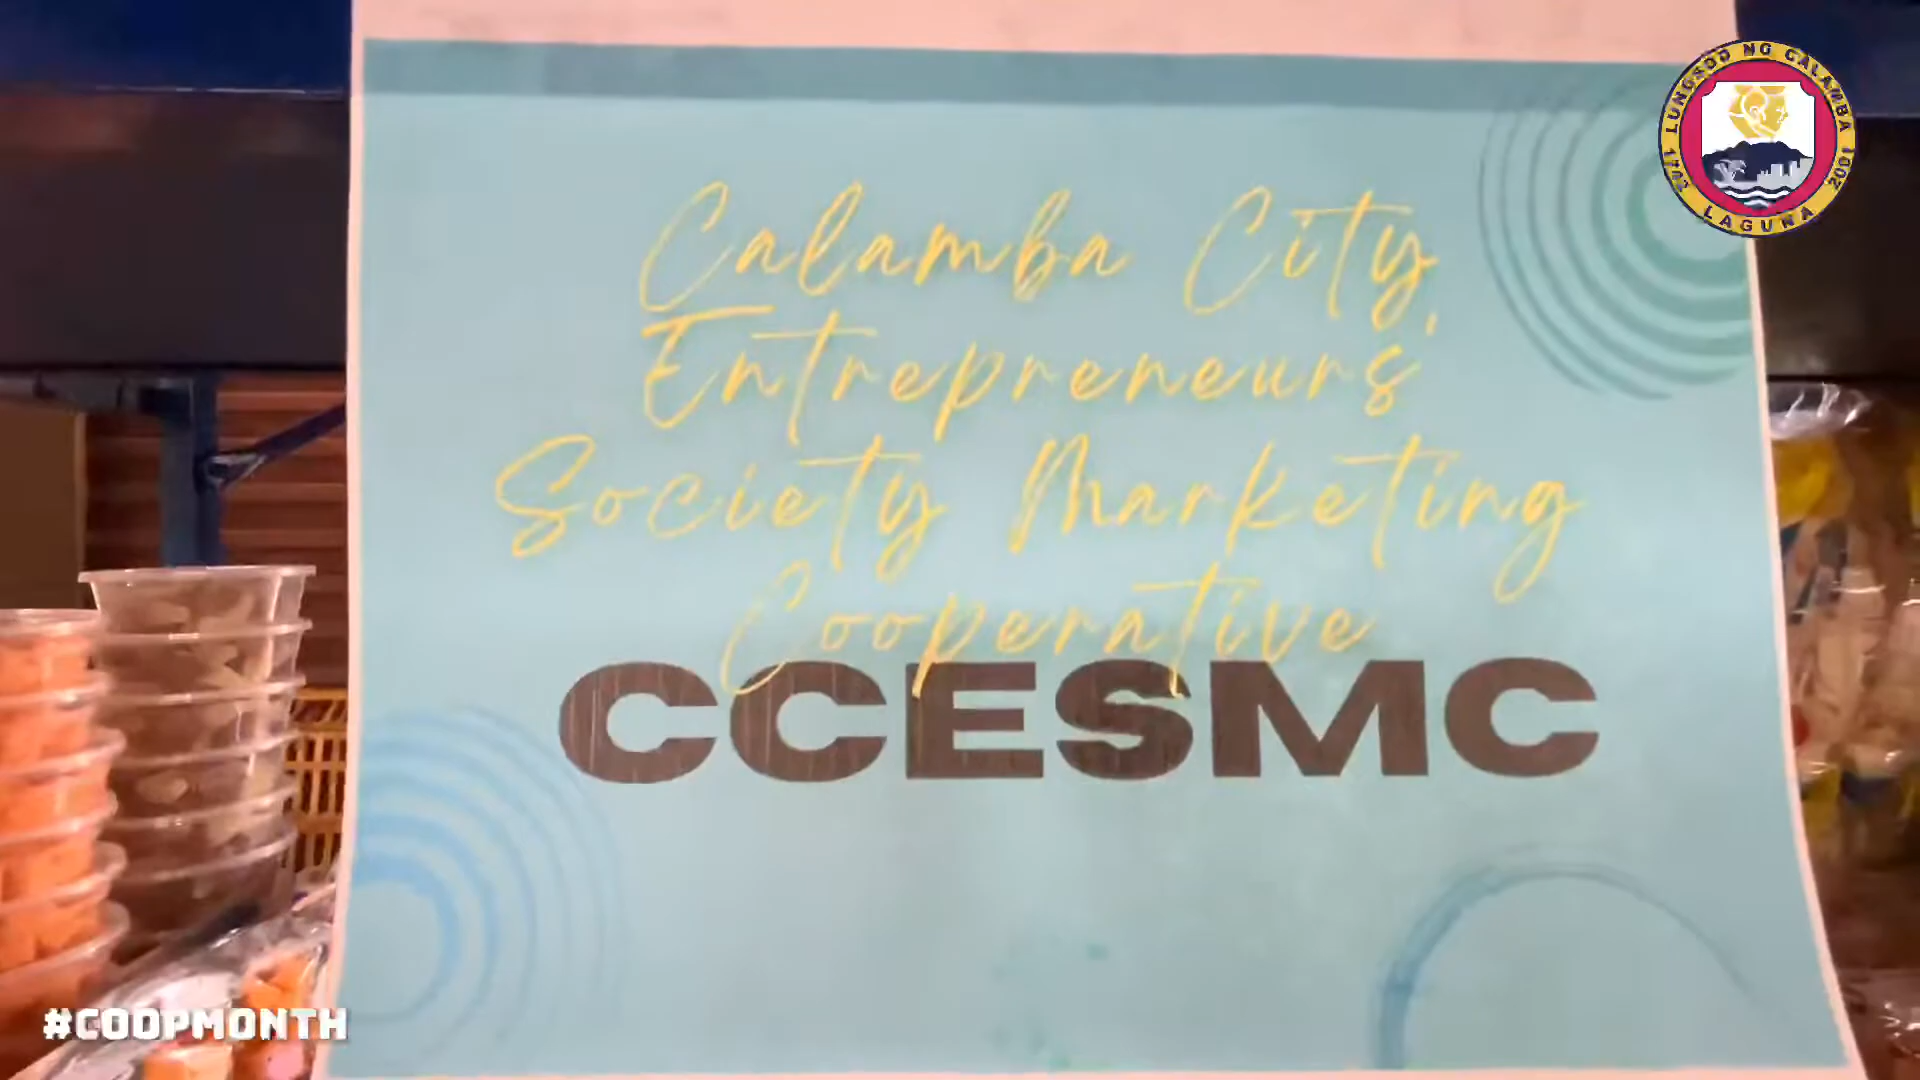 Calamba City
Entrepreneurs'
Society Marketing
Cooperative
CCESMC
LUNGSOD NG CALAMBA
1742 2001
LAGUNA
#COOPMONTH